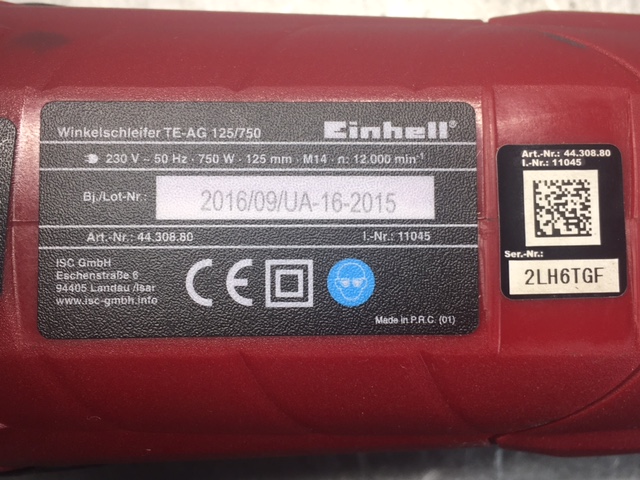 Winkelschleifer TE-AG 125/750
Einhell®
230 V ~ 50 Hz · 750 W · 125 mm · M14 · n: 12.000 min⁻¹
Bj./Lot-Nr.: 2016/09/UA-16-2015
Art.-Nr.: 44.308.80 I.-Nr.: 11045
ISC GmbH
Eschenstraße 6
94405 Landau /Isar
www.isc-gmbh.info
CE
Made in P.R.C. (01)
Art.-Nr.: 44.308.80
I.-Nr.: 11045
Ser.-Nr.:
2LH6TGF